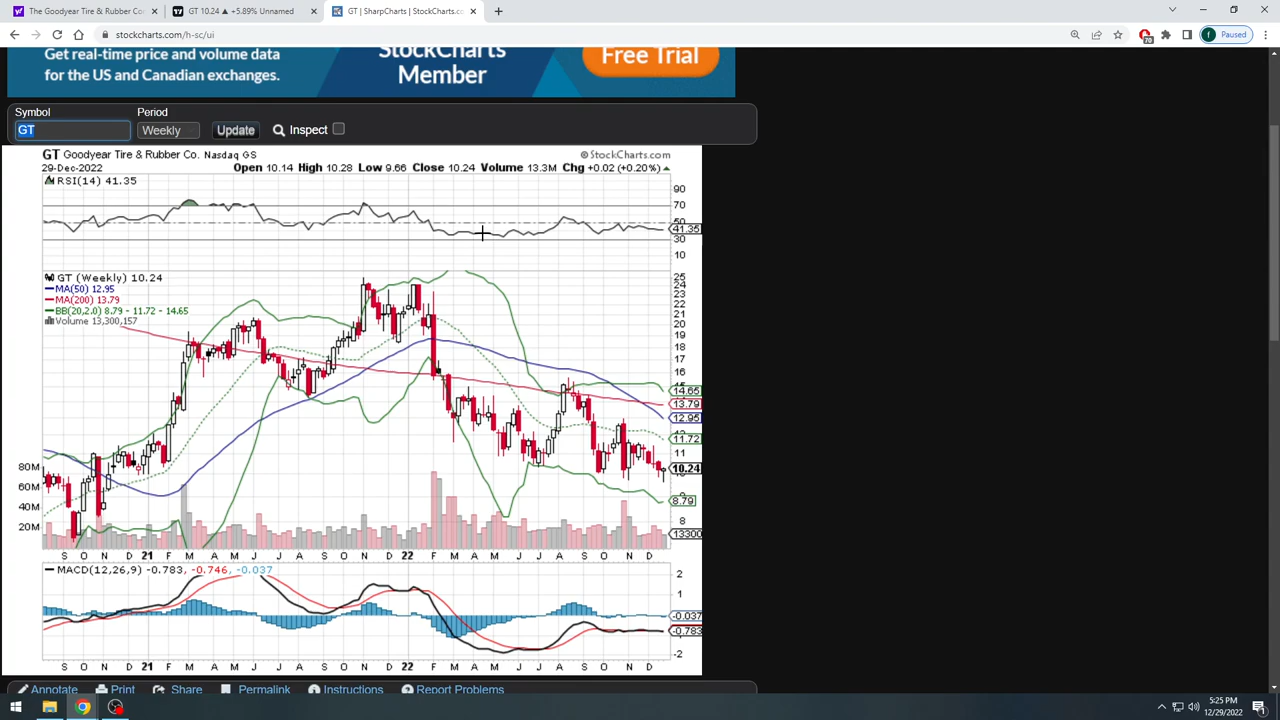 The Goodyear Tire & Rubber Co
GT 10.24 ▲ +5.89% Unnamed
GT | SharpCharts | StockCharts.c
stockcharts.com/h-sc/ui
Paused
Get real-time price and volume data
for the US and Canadian exchanges.
StockCharts
Member
Free Trial
Symbol
Period
GT
Weekly
Update
Inspect
GT Goodyear Tire & Rubber Co. Nasdaq GS
© StockCharts.com
29-Dec-2022
Open 10.14 High 10.28 Low 9.66 Close 10.24 Volume 13.3M Chg +0.02 (+0.20%)
RSI(14) 41.35
90
70
50
41.35
30
10
GT (Weekly) 10.24
MA(50) 12.95
MA(200) 13.79
BB(20,2.0) 8.79 - 11.72 - 14.65
Volume 13,300,157
25
24
23
22
21
20
19
18
17
16
14.65
13.79
12.95
11.72
11
10.24
8.79
8
13300
80M
60M
40M
20M
S O N D 21 F M A M J J A S O N D 22 F M A M J J A S O N D
MACD(12,26,9) -0.783, -0.746, -0.037
2
1
-0.037
-0.783
-2
S O N D 21 F M A M J J A S O N D 22 F M A M J J A S O N D
Annotate Print Share Permalink Instructions Report Problems
5:25 PM
12/29/2022